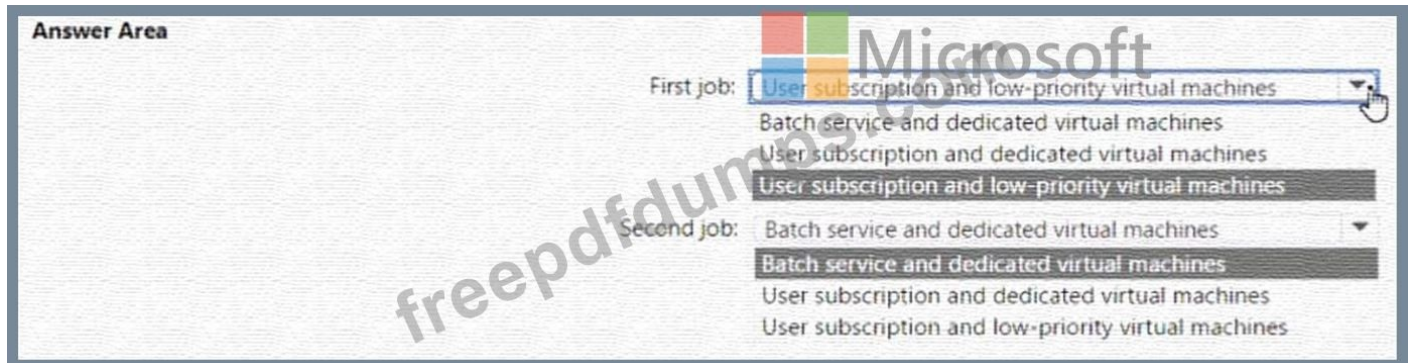 Answer Area
Microsoft
First job: User subscription and low-priority virtual machines
Batch service and dedicated virtual machines
User subscription and dedicated virtual machines
User subscription and low-priority virtual machines
Second job: Batch service and dedicated virtual machines
Batch service and dedicated virtual machines
User subscription and dedicated virtual machines
User subscription and low-priority virtual machines
freepdfdumps.com